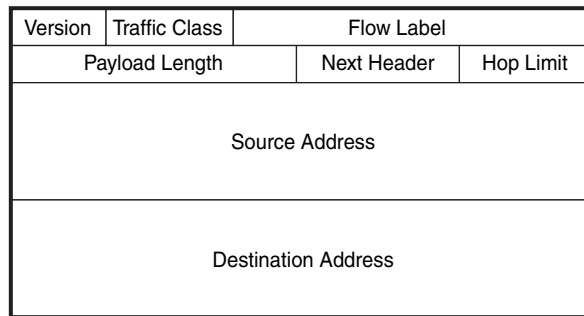 Version Traffic Class Flow Label
Payload Length Next Header Hop Limit
Source Address
Destination Address